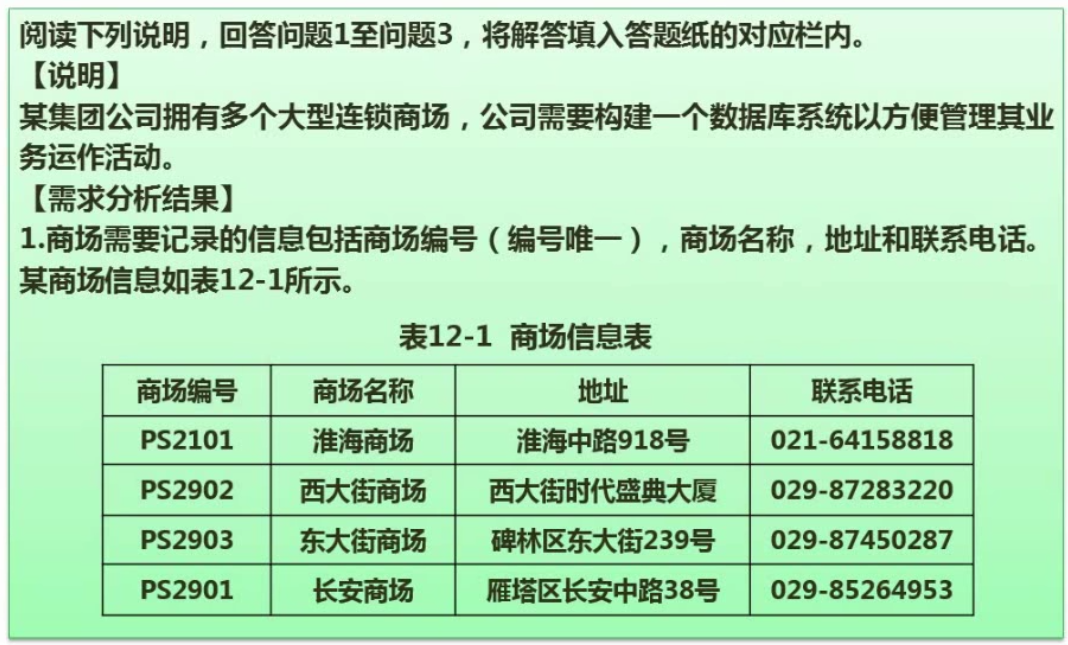 阅读下列说明，回答问题1至问题3，将解答填入答题纸的对应栏内。
【说明】
某集团公司拥有多个大型连锁商场，公司需要构建一个数据库系统以方便管理其业
务运作活动。
【需求分析结果】
1.商场需要记录的信息包括商场编号（编号唯一），商场名称，地址和联系电话。
某商场信息如表12-1所示。
表12-1 商场信息表
商场编号 商场名称 地址 联系电话
PS2101 淮海商场 淮海中路918号 021-64158818
PS2902 西大街商场 西大街时代盛典大厦 029-87283220
PS2903 东大街商场 碑林区东大街239号 029-87450287
PS2901 长安商场 雁塔区长安中路38号 029-85264953